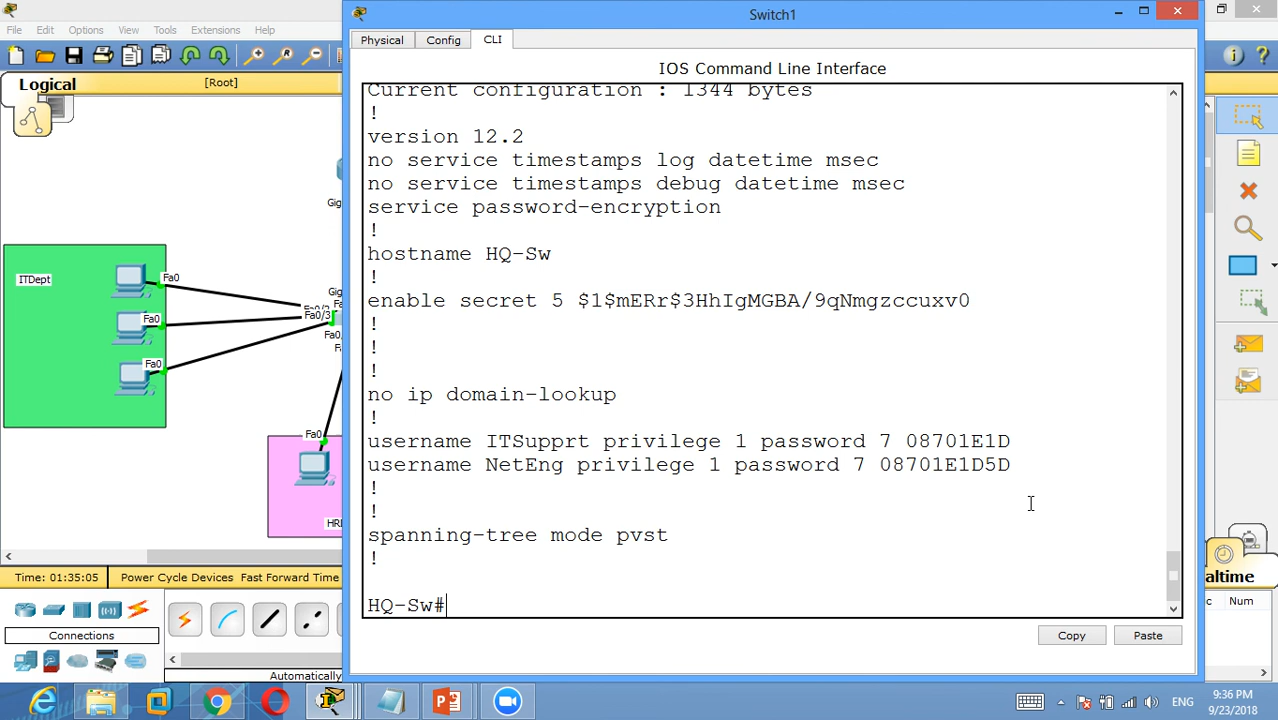 Switch1
File Edit Options View Tools Extensions Help
Physical Config CLI
IOS Command Line Interface
Logical
[Root]
Current configuration : 1344 bytes
!
version 12.2
no service timestamps log datetime msec
no service timestamps debug datetime msec
service password-encryption
!
hostname HQ-Sw
!
enable secret 5 $1$mERr$3HhIgMGBA/9qNmgzccuxv0
!
!
!
no ip domain-lookup
!
username ITSupprt privilege 1 password 7 08701E1D
username NetEng privilege 1 password 7 08701E1D5D
!
!
spanning-tree mode pvst
!
HQ-Sw#
Copy Paste
Gig
ITDept
Fa0
Gig
Fa0
Fa0/3
Fa0/
Fa0
Fa0
HRI
Time: 01:35:05 Power Cycle Devices Fast Forward Time
Realtime
Num
Connections
Automatically
ENG
9:36 PM
9/23/2018